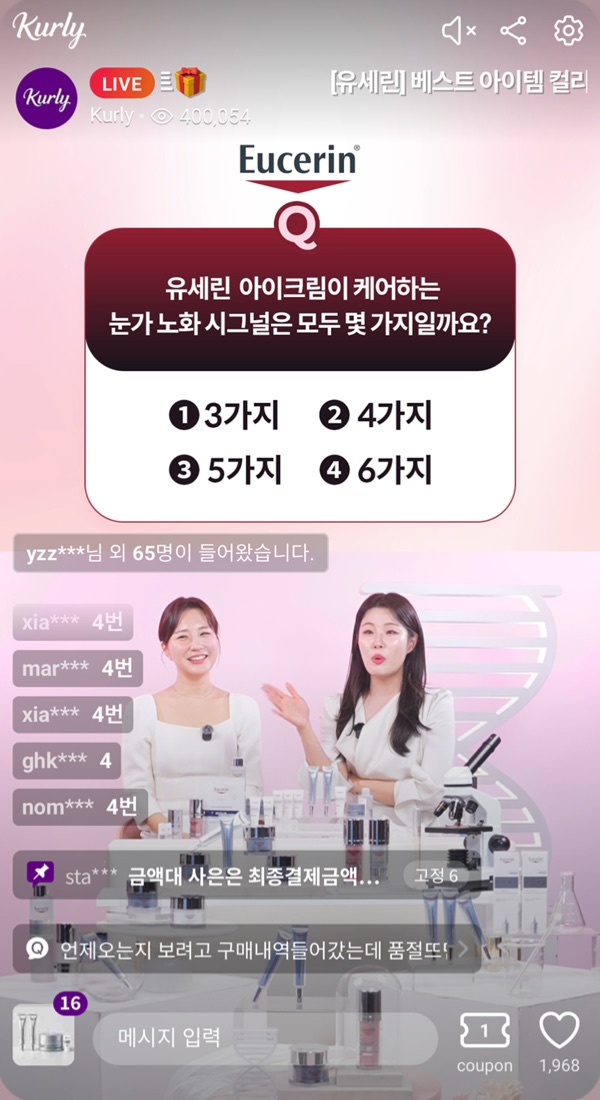 Kurly
Kurly
LIVE
[유세린] 베스트 아이템 컬리
Kurly · 400,054
Eucerin®
Q
유세린 아이크림이 케어하는
눈가 노화 시그널은 모두 몇 가지일까요?
1 3가지 2 4가지
3 5가지 4 6가지
yzz***님 외 65명이 들어왔습니다.
xia*** 4번
mar*** 4번
xia*** 4번
ghk*** 4
nom*** 4번
sta*** 금액대 사은은 최종결제금액... 고정 6
Q 언제오는지 보려고 구매내역들어갔는데 품절뜨
16
메시지 입력
1
coupon
1,968